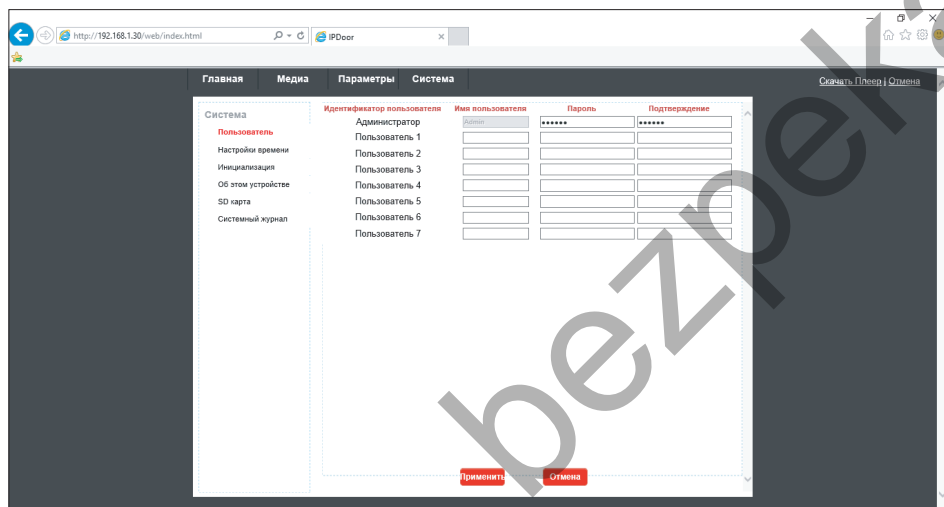 http://192.168.1.30/web/index.html
IPDoor
Главная Медиа Параметры Система
Скачать Плеер | Отмена
Система
Пользователь
Настройки времени
Инициализация
Об этом устройстве
SD карта
Системный журнал
Идентификатор пользователя Имя пользователя Пароль Подтверждение
Администратор Admin •••••• ••••••
Пользователь 1
Пользователь 2
Пользователь 3
Пользователь 4
Пользователь 5
Пользователь 6
Пользователь 7
Применить Отмена
bezpeka